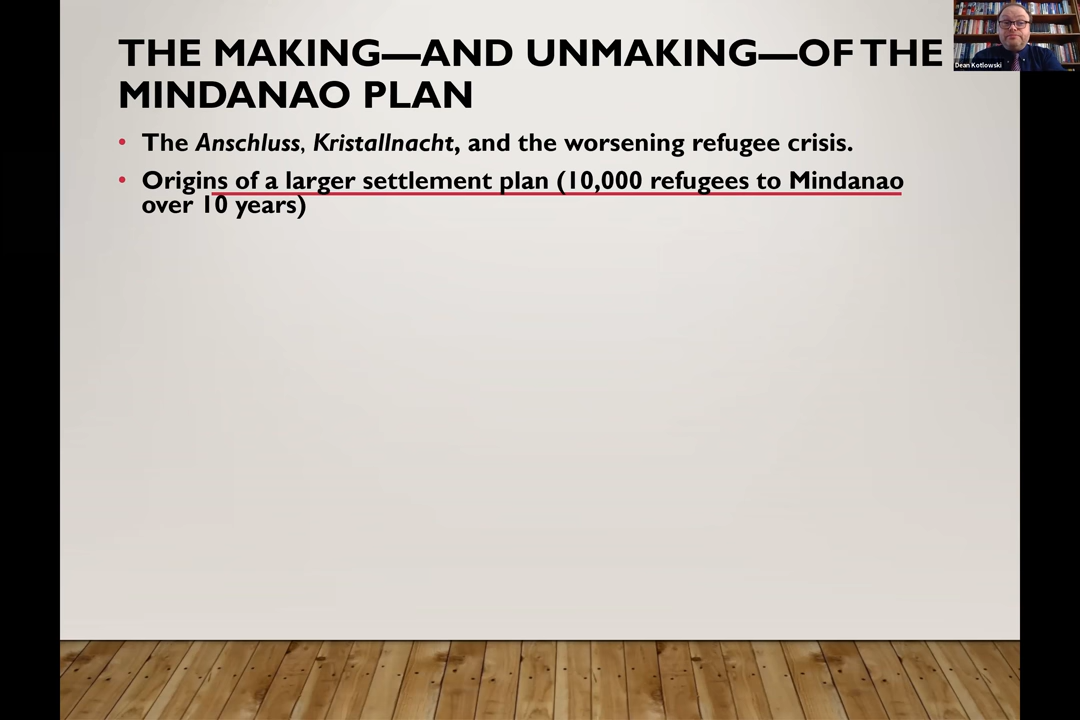 THE MAKING—AND UNMAKING—OF THE
MINDANAO PLAN
• The Anschluss, Kristallnacht, and the worsening refugee crisis.
• Origins of a larger settlement plan (10,000 refugees to Mindanao
over 10 years)
Dean Kotlowski